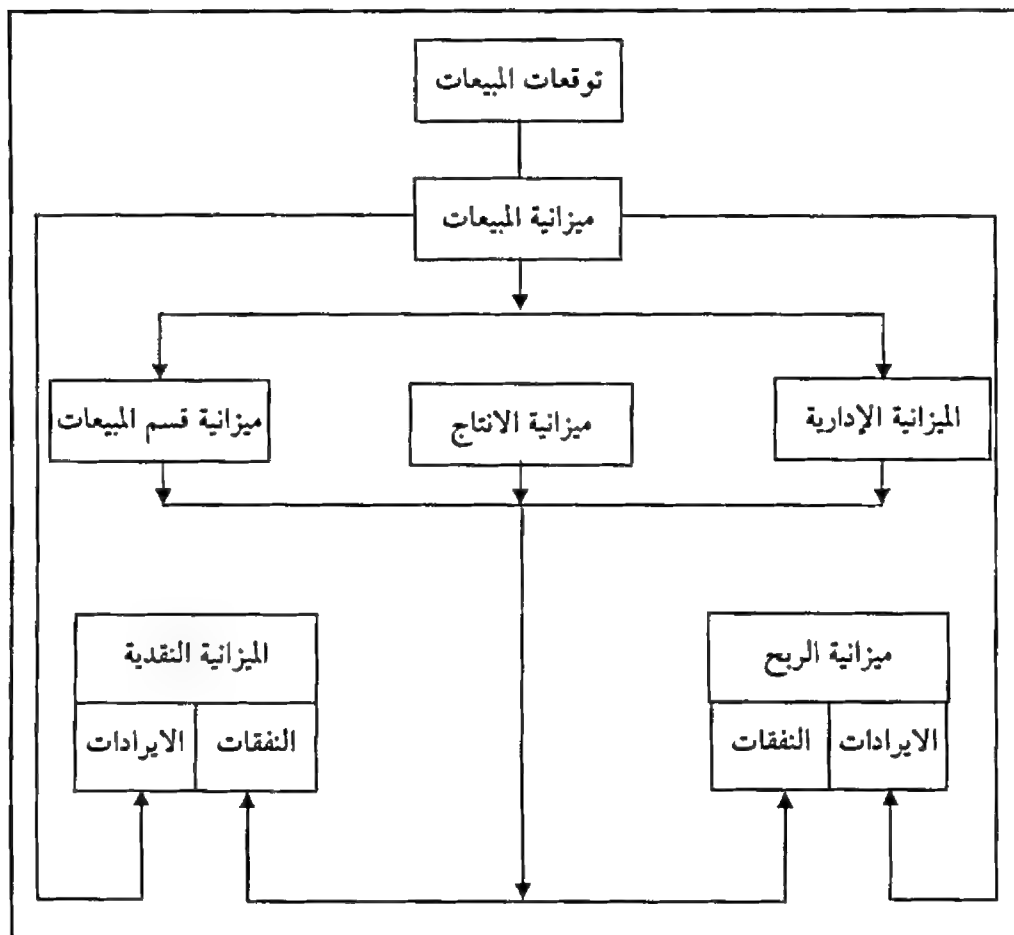 توقعات المبيعات
ميزانية المبيعات
الميزانية الإدارية
ميزانية الانتاج
ميزانية قسم المبيعات
ميزانية الربح
الايرادات
النفقات
الميزانية النقدية
النفقات
الايرادات